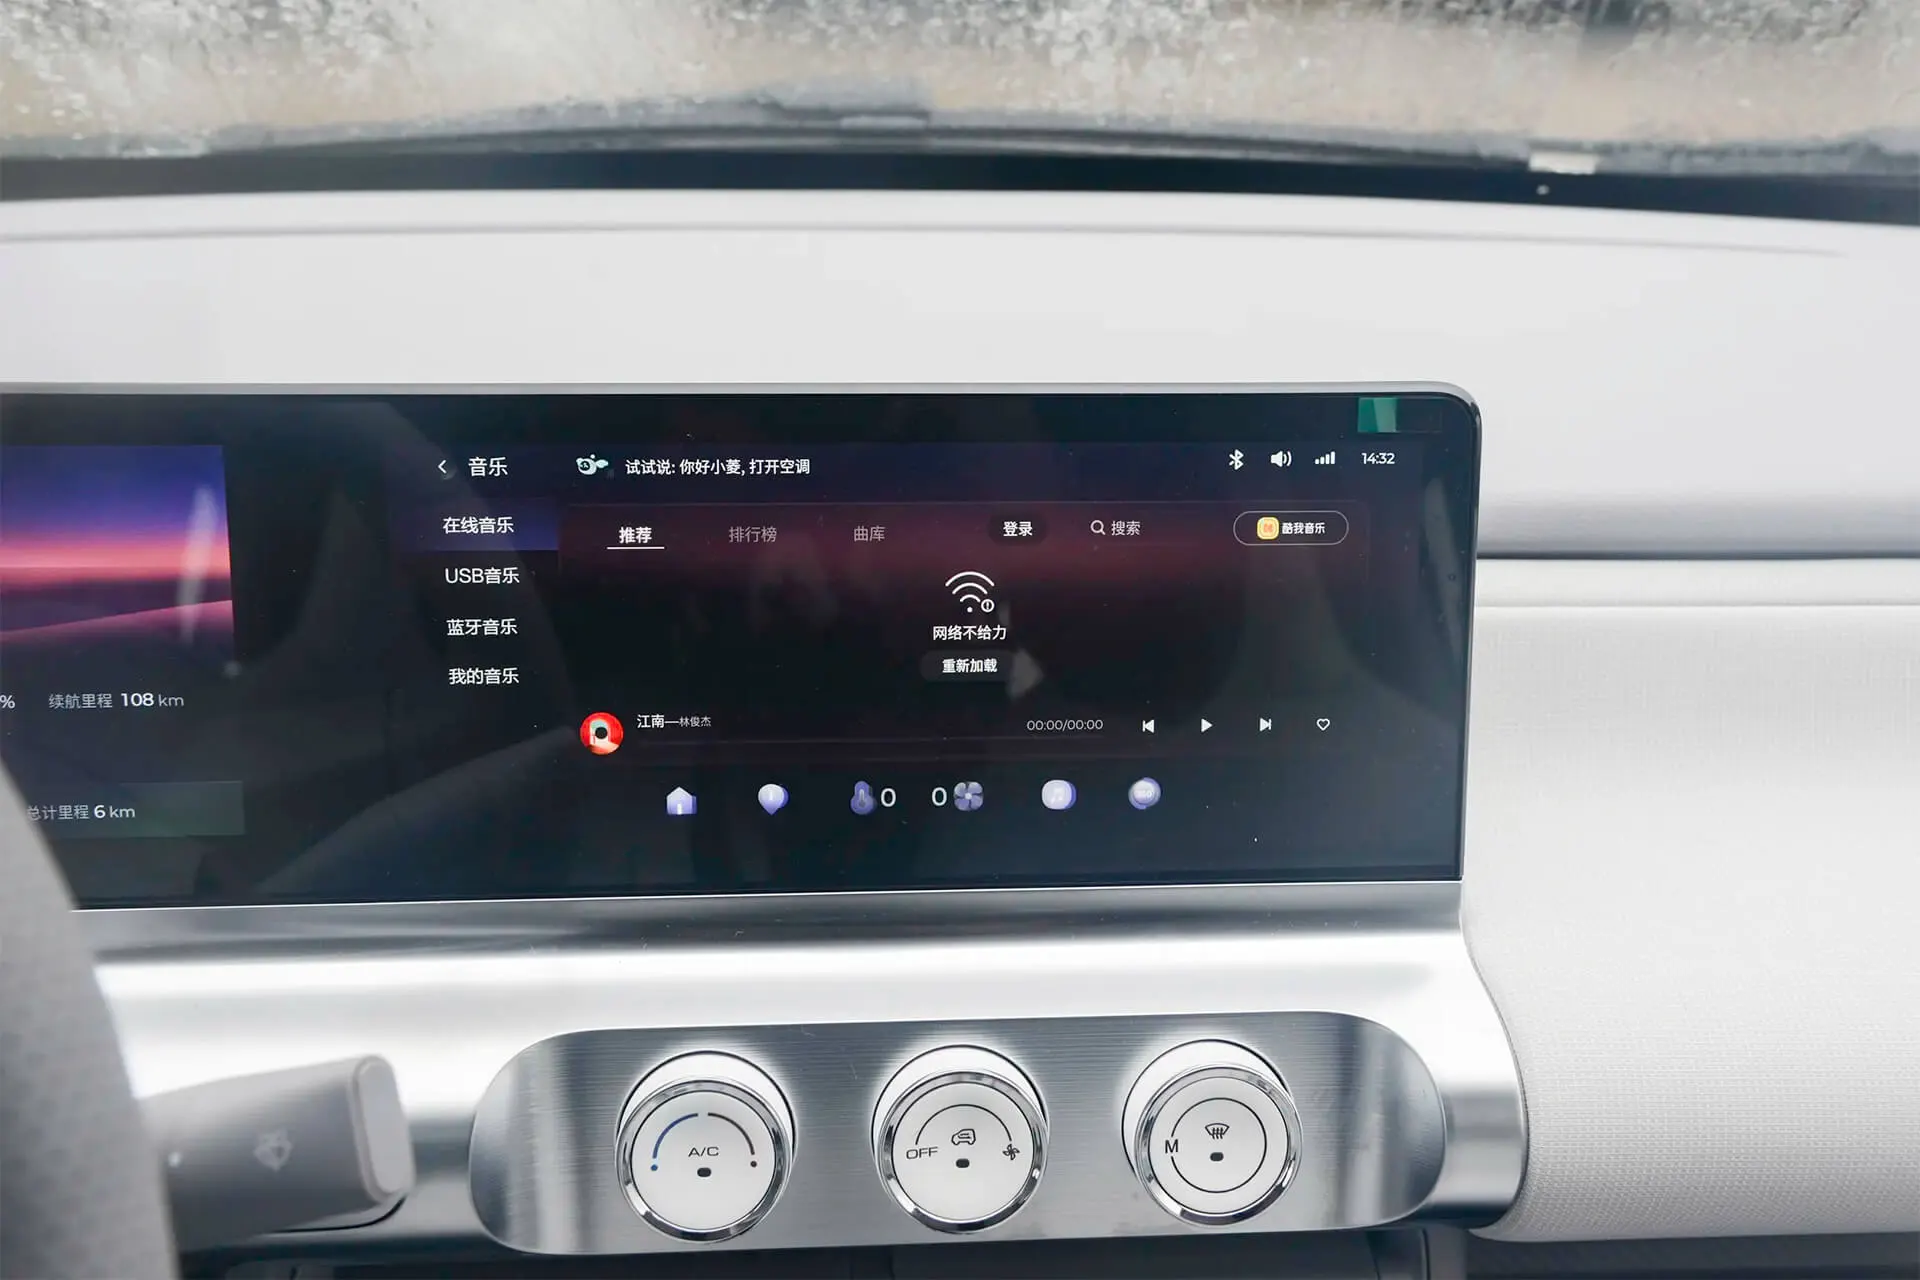 音乐
试试说: 你好小菱, 打开空调
14:32
在线音乐
USB音乐
蓝牙音乐
我的音乐
推荐
排行榜
曲库
登录
搜索
酷我音乐
网络不给力
重新加载
江南—林俊杰
00:00/00:00
% 续航里程 108 km
总计里程 6 km
0
0
360°
A/C
OFF
M